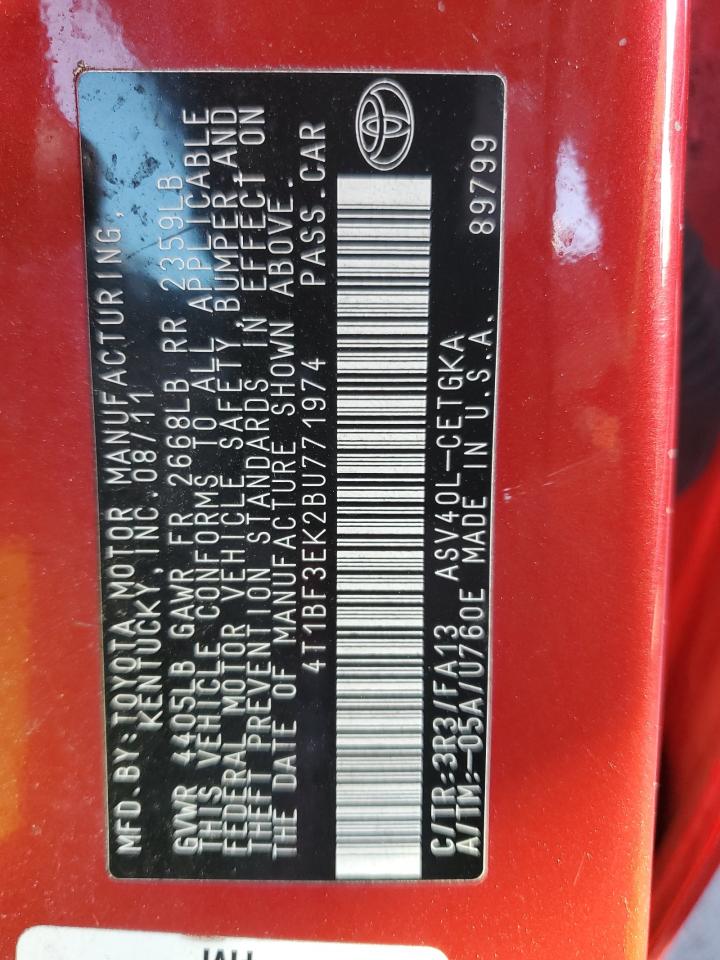 MFD.BY:TOYOTA MOTOR MANUFACTURING,
KENTUCKY,INC.08/11
GVWR 4405LB GAWR FR 2668LB RR 2359LB
THIS VEHICLE CONFORMS TO ALL APPLICABLE
FEDERAL MOTOR VEHICLE SAFETY,BUMPER,AND
THEFT PREVENTION STANDARDS IN EFFECT ON
THE DATE OF MANUFACTURE SHOWN ABOVE.
4T1BF3EK2BU771974 PASS.CAR
C/TR:3R3/FA13 ASV40L-CETGKA
A/TM:-05A/U760E MADE IN U.S.A. 89799